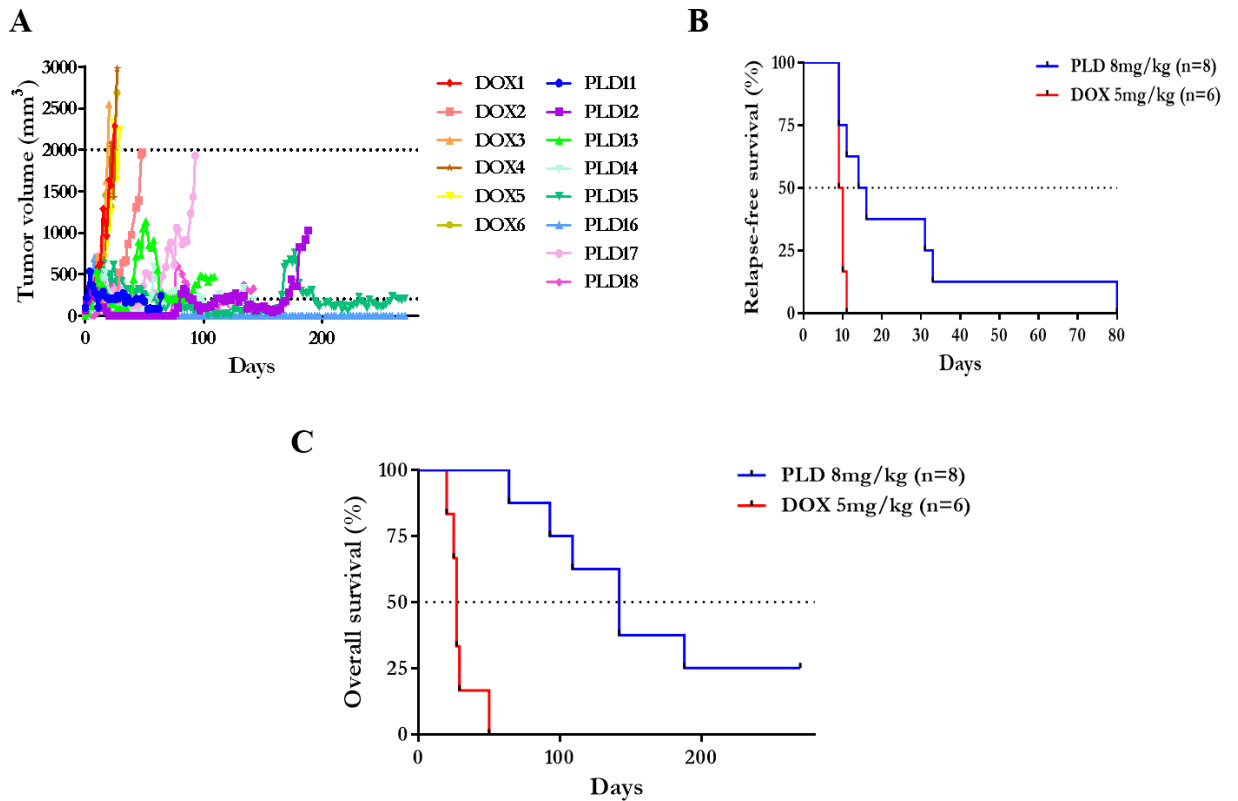 A
Tumor volume (mm³)
3000
2500
2000
1500
1000
500
0
0 100 200
Days
DOX1 PLD11
DOX2 PLD12
DOX3 PLD13
DOX4 PLD14
DOX5 PLD15
DOX6 PLD16
PLD17
PLD18
B
Relapse-free survival (%)
100
75
50
25
0
0 10 20 30 40 50 60 70 80
Days
PLD 8mg/kg (n=8)
DOX 5mg/kg (n=6)
C
Overall survival (%)
100
75
50
25
0
0 100 200
Days
PLD 8mg/kg (n=8)
DOX 5mg/kg (n=6)